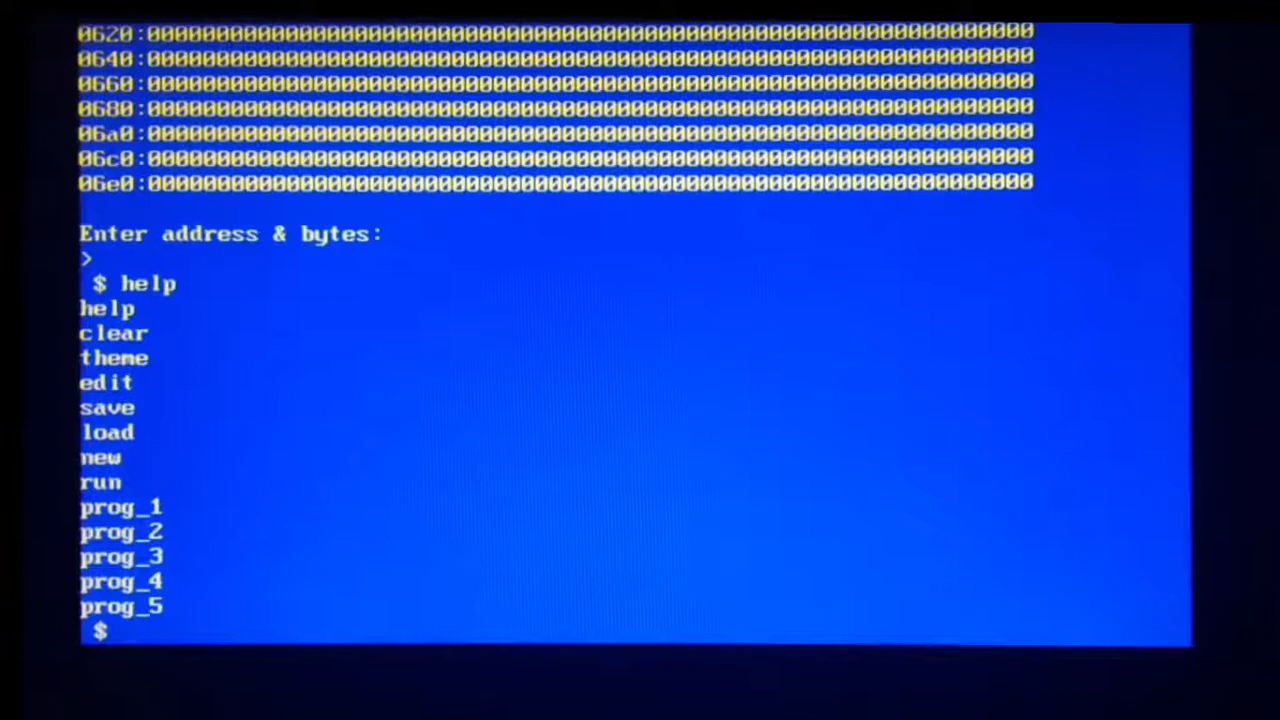 0620:0000000000000000000000000000000000000000000000000000000000000000
0640:0000000000000000000000000000000000000000000000000000000000000000
0660:0000000000000000000000000000000000000000000000000000000000000000
0680:0000000000000000000000000000000000000000000000000000000000000000
06a0:0000000000000000000000000000000000000000000000000000000000000000
06c0:0000000000000000000000000000000000000000000000000000000000000000
06e0:0000000000000000000000000000000000000000000000000000000000000000
Enter address & bytes:
>
$ help
help
clear
theme
edit
save
load
new
run
prog_1
prog_2
prog_3
prog_4
prog_5
$